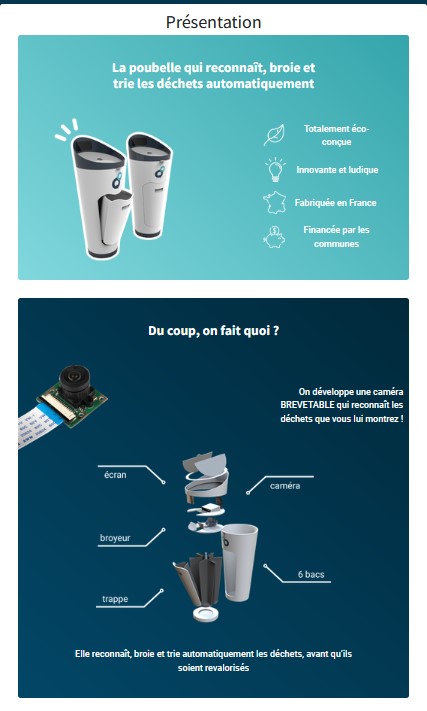 Présentation
La poubelle qui reconnaît, broie et
trie les déchets automatiquement
Totalement éco-
conçue
Innovante et ludique
Fabriquée en France
Financée par les
communes
Du coup, on fait quoi ?
On développe une caméra
BREVETABLE qui reconnaît les
déchets que vous lui montrez !
écran
caméra
broyeur
6 bacs
trappe
Elle reconnaît, broie et trie automatiquement les déchets, avant qu'ils
soient revalorisés